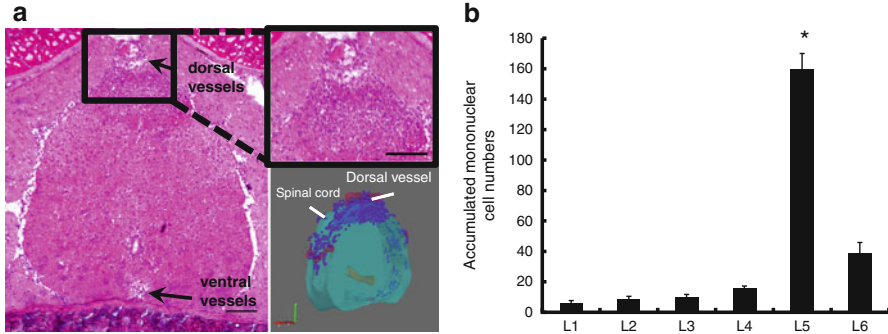 a
dorsal
vessels
ventral
vessels
Spinal cord
Dorsal vessel
b
Accumulated mononuclear
cell numbers
180
160
140
120
100
80
60
40
20
0
*
L1 L2 L3 L4 L5 L6